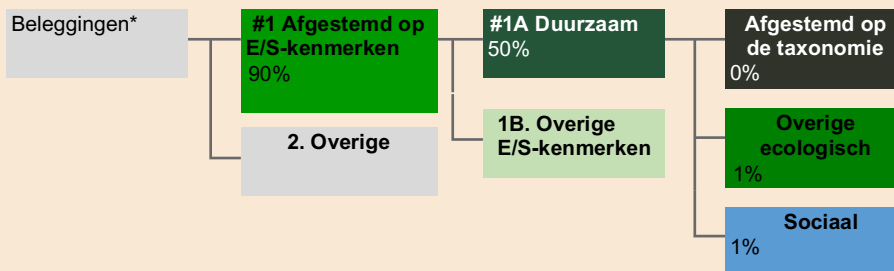 Beleggingen*
#1 Afgestemd op
E/S-kenmerken
90%
2. Overige
#1A Duurzaam
50%
1B. Overige
E/S-kenmerken
Afgestemd op
de taxonomie
0%
Overige
ecologisch
1%
Sociaal
1%